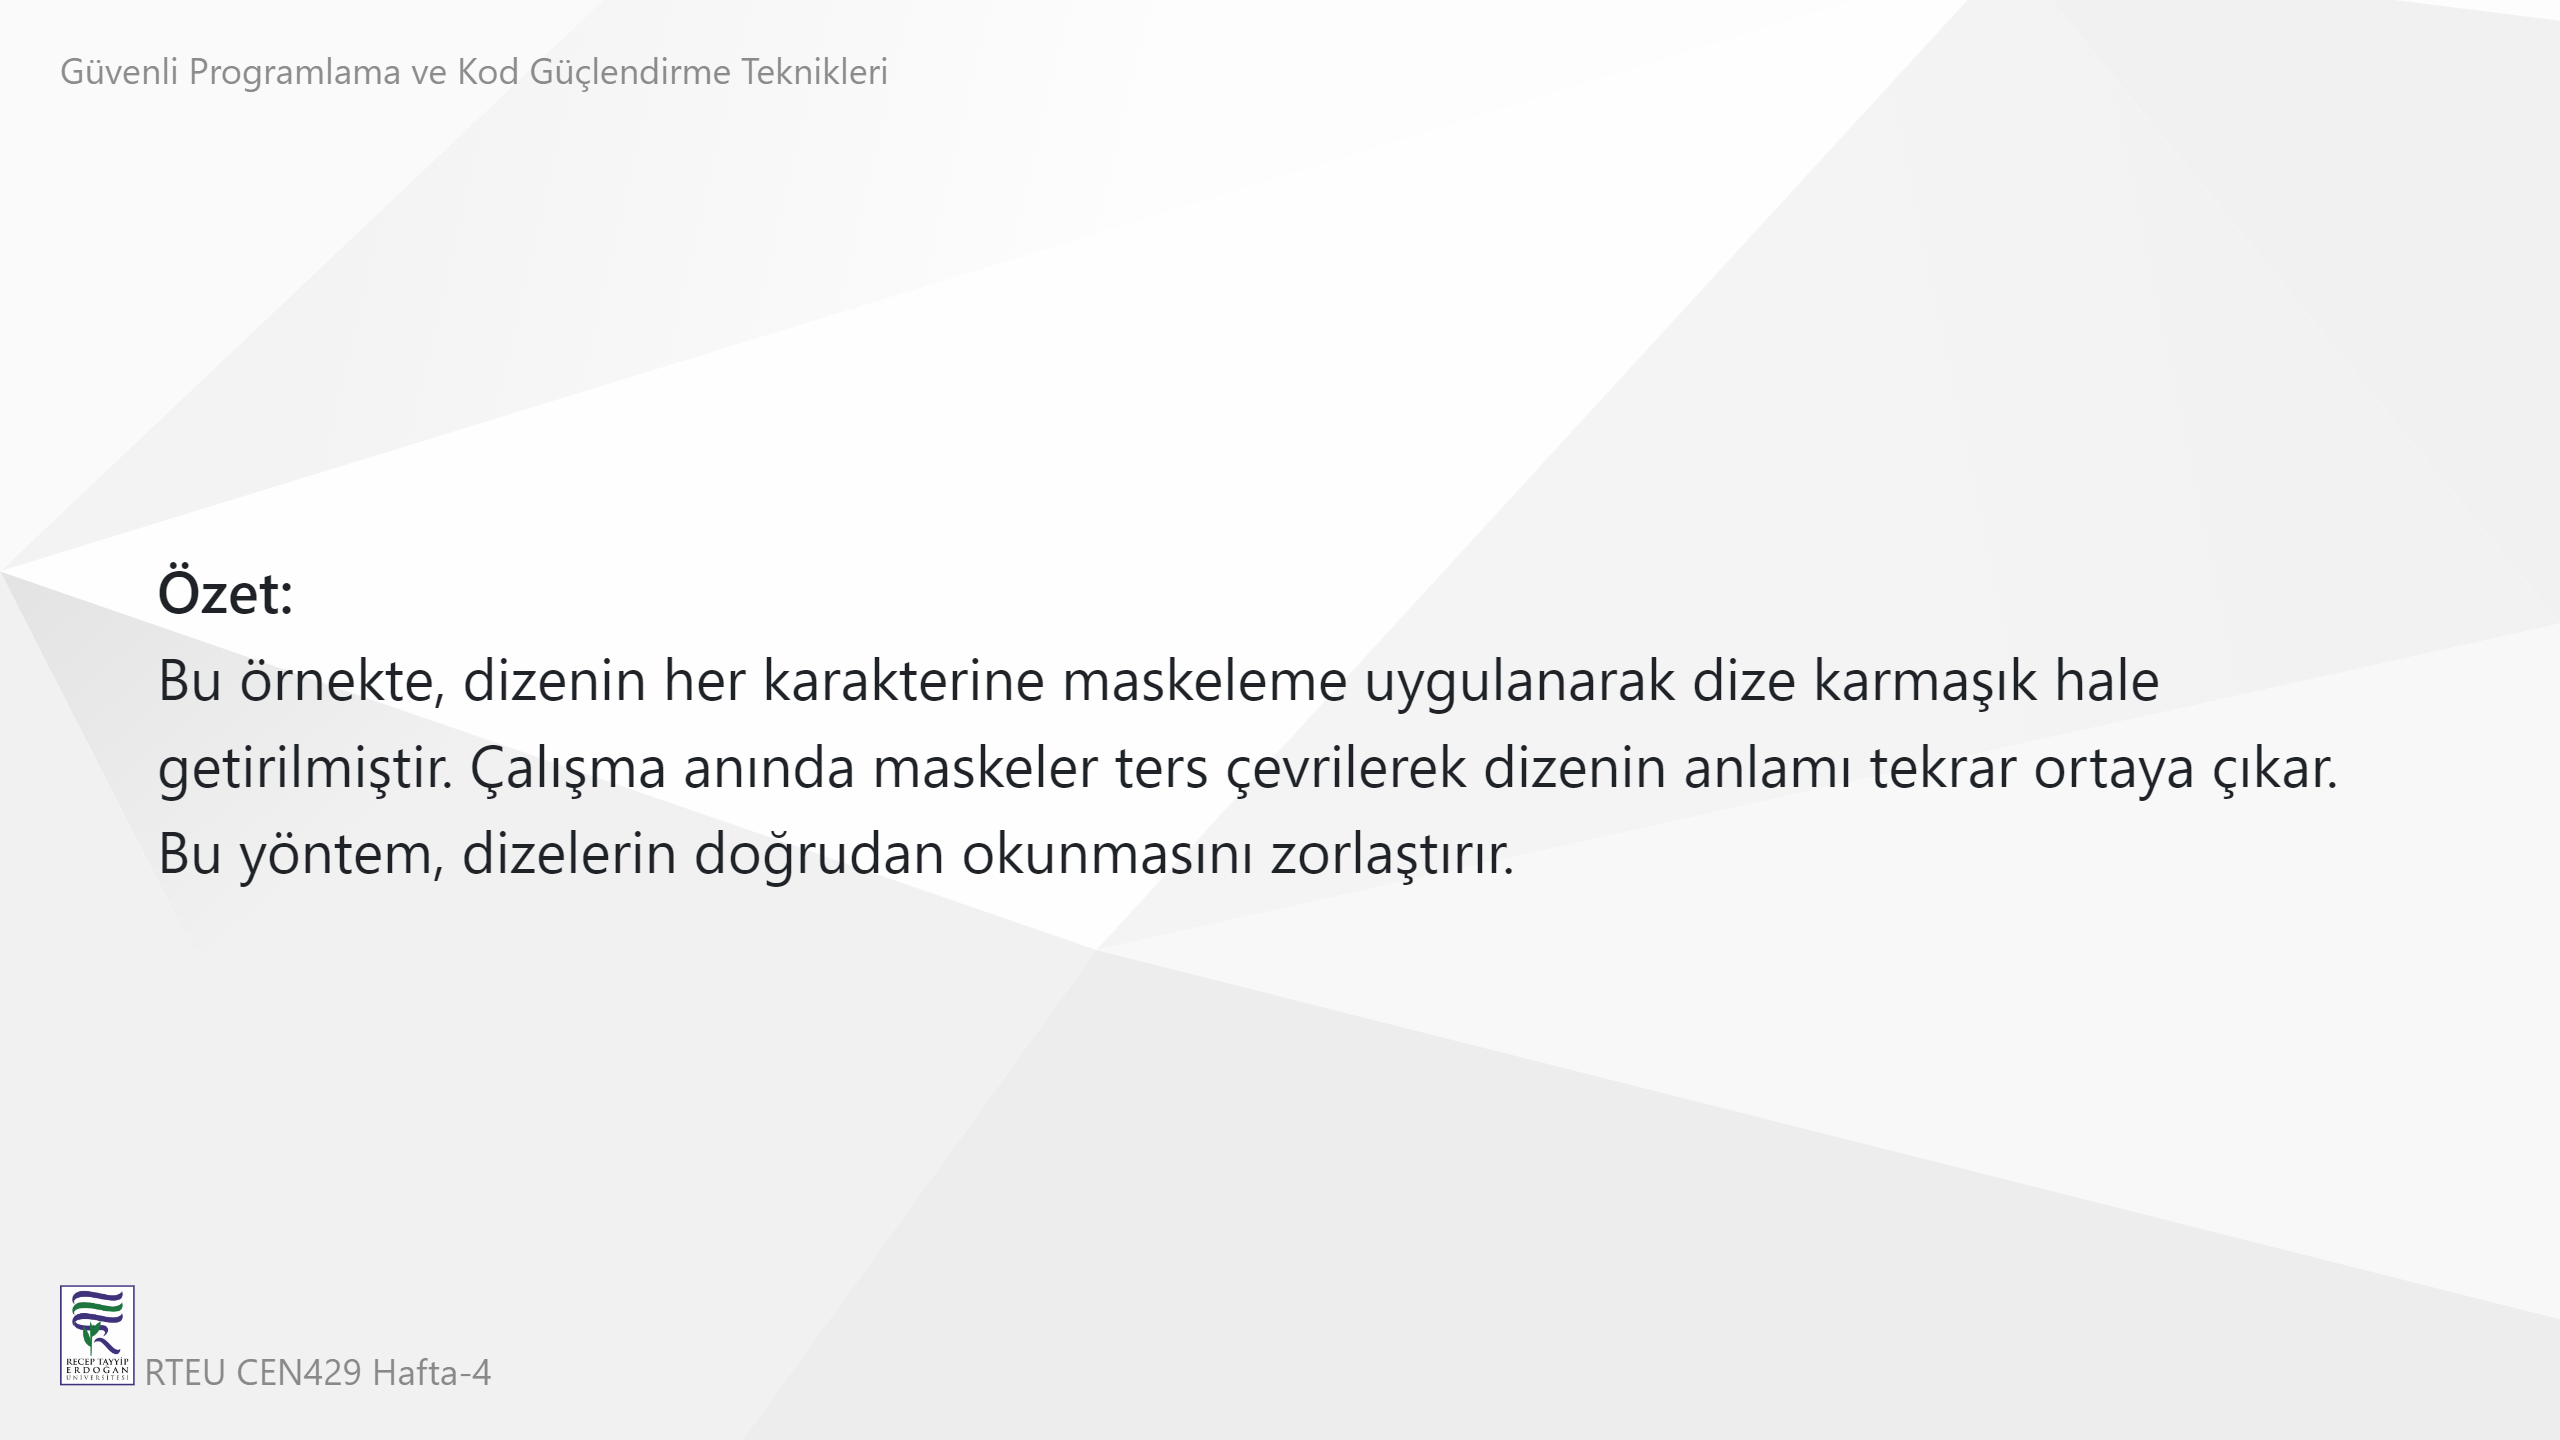 Güvenli Programlama ve Kod Güçlendirme Teknikleri
Özet:
Bu örnekte, dizenin her karakterine maskeleme uygulanarak dize karmaşık hale
getirilmiştir. Çalışma anında maskeler ters çevrilerek dizenin anlamı tekrar ortaya çıkar.
Bu yöntem, dizelerin doğrudan okunmasını zorlaştırır.
RECEP TAYYİP
ERDOĞAN
ÜNİVERSİTESİ
RTEU CEN429 Hafta-4